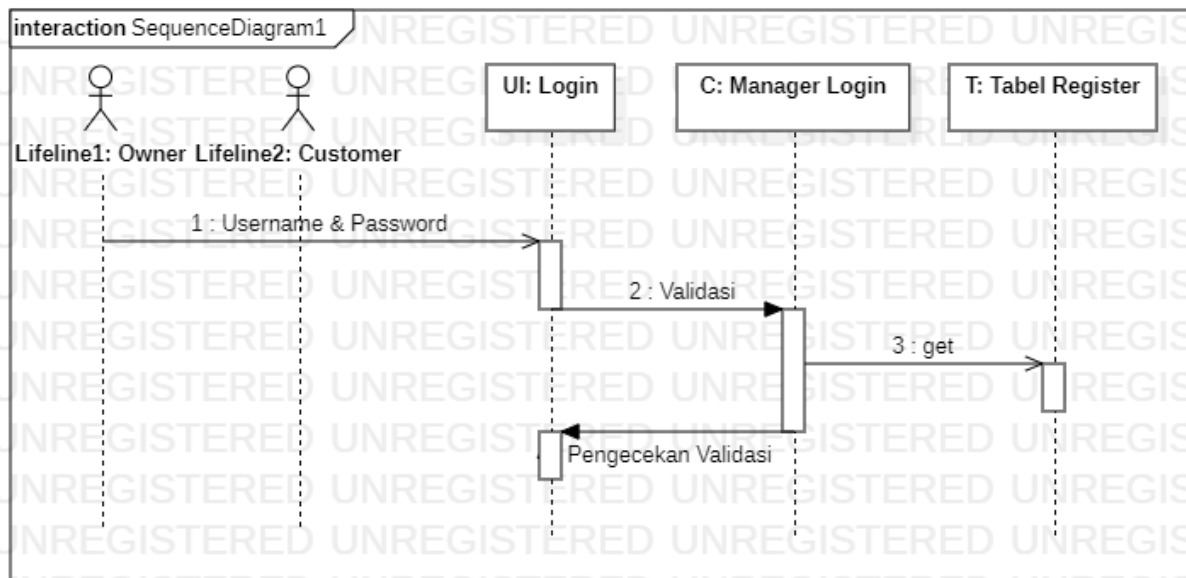 interaction SequenceDiagram1
UI: Login
C: Manager Login
T: Tabel Register
Lifeline1: Owner
Lifeline2: Customer
1 : Username & Password
2 : Validasi
3 : get
Pengecekan Validasi
UNREGISTERED